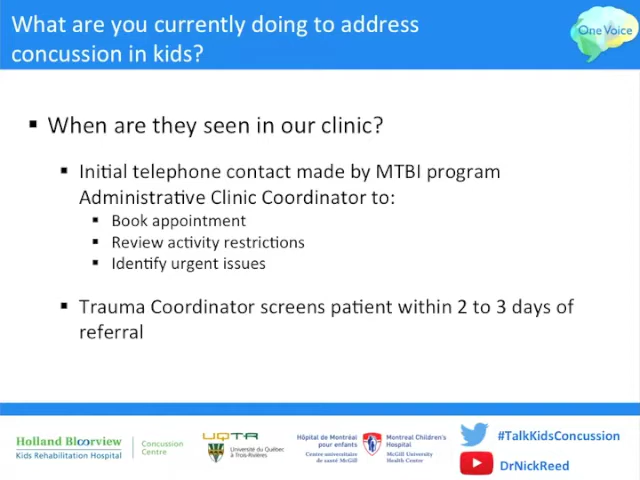 What are you currently doing to address
concussion in kids?
One Voice
▪ When are they seen in our clinic?
▪ Initial telephone contact made by MTBI program
Administrative Clinic Coordinator to:
▪ Book appointment
▪ Review activity restrictions
▪ Identify urgent issues
▪ Trauma Coordinator screens patient within 2 to 3 days of
referral
Holland Bloorview
Kids Rehabilitation Hospital
Concussion
Centre
UQTR
Université du Québec
à Trois-Rivières
Hôpital de Montréal
pour enfants
Centre universitaire
de santé McGill
Montreal Children's
Hospital
McGill University
Health Centre
#TalkKidsConcussion
DrNickReed